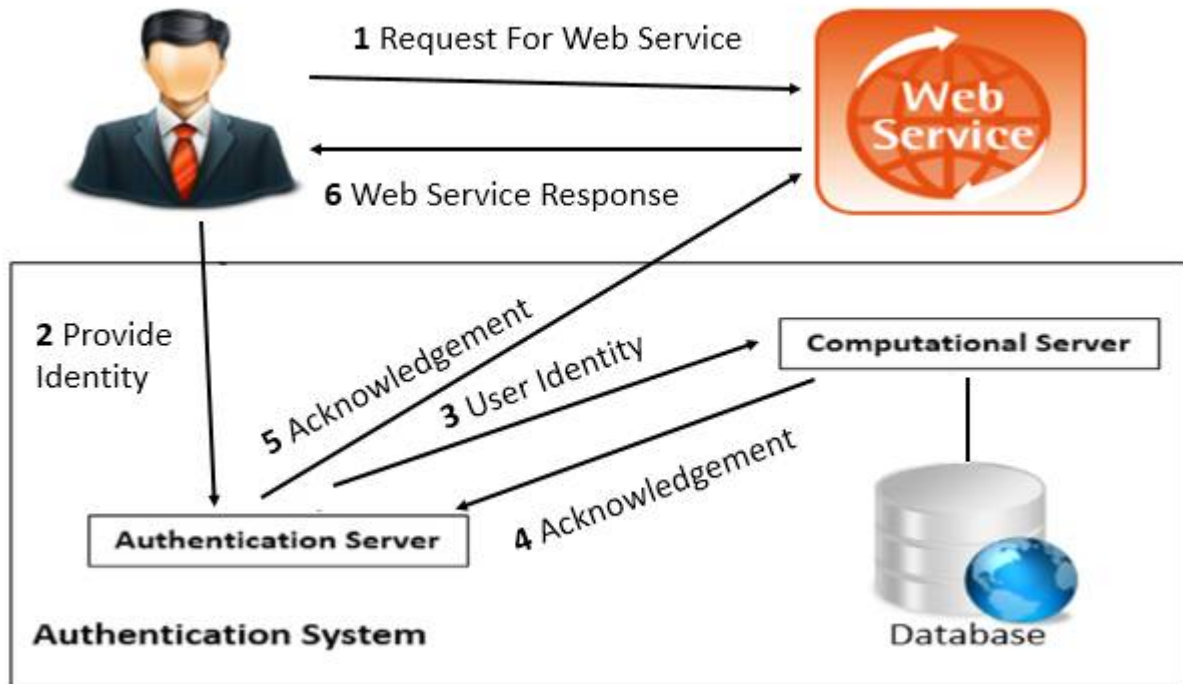 1 Request For Web Service
Web
Service
6 Web Service Response
2 Provide
Identity
5 Acknowledgement
3 User Identity
Computational Server
4 Acknowledgement
Authentication Server
Authentication System
Database